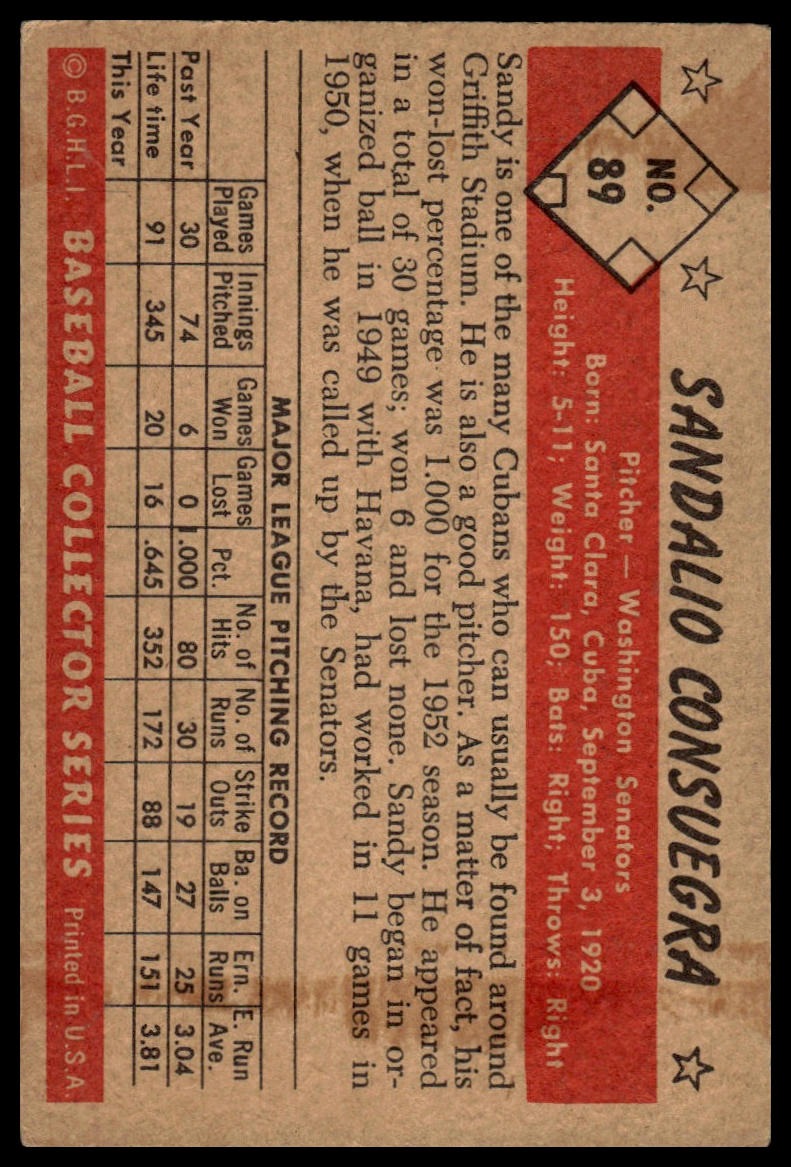 SANDALIO CONSUEGRA
NO.
89
Pitcher — Washington Senators
Born: Santa Clara, Cuba, September 3, 1920
Height: 5-11; Weight: 150; Bats: Right; Throws: Right
Sandy is one of the many Cubans who can usually be found around
Griffith Stadium. He is also a good pitcher. As a matter of fact, his
won-lost percentage was 1.000 for the 1952 season. He appeared
in a total of 30 games; won 6 and lost none. Sandy began in or-
ganized ball in 1949 with Havana, had worked in 11 games in
1950, when he was called up by the Senators.
MAJOR LEAGUE PITCHING RECORD
Games Innings Games Games Pct. No. of No. of Strike Ba. on Ern. E. Run
Played Pitched Won Lost Hits Runs Outs Balls Runs Ave.
Past Year 30 74 6 0 1.000 80 30 19 27 25 3.04
Life time 91 345 20 16 .645 352 172 88 147 151 3.81
This Year
© B.G.H.L.I. BASEBALL COLLECTOR SERIES Printed in U.S.A.